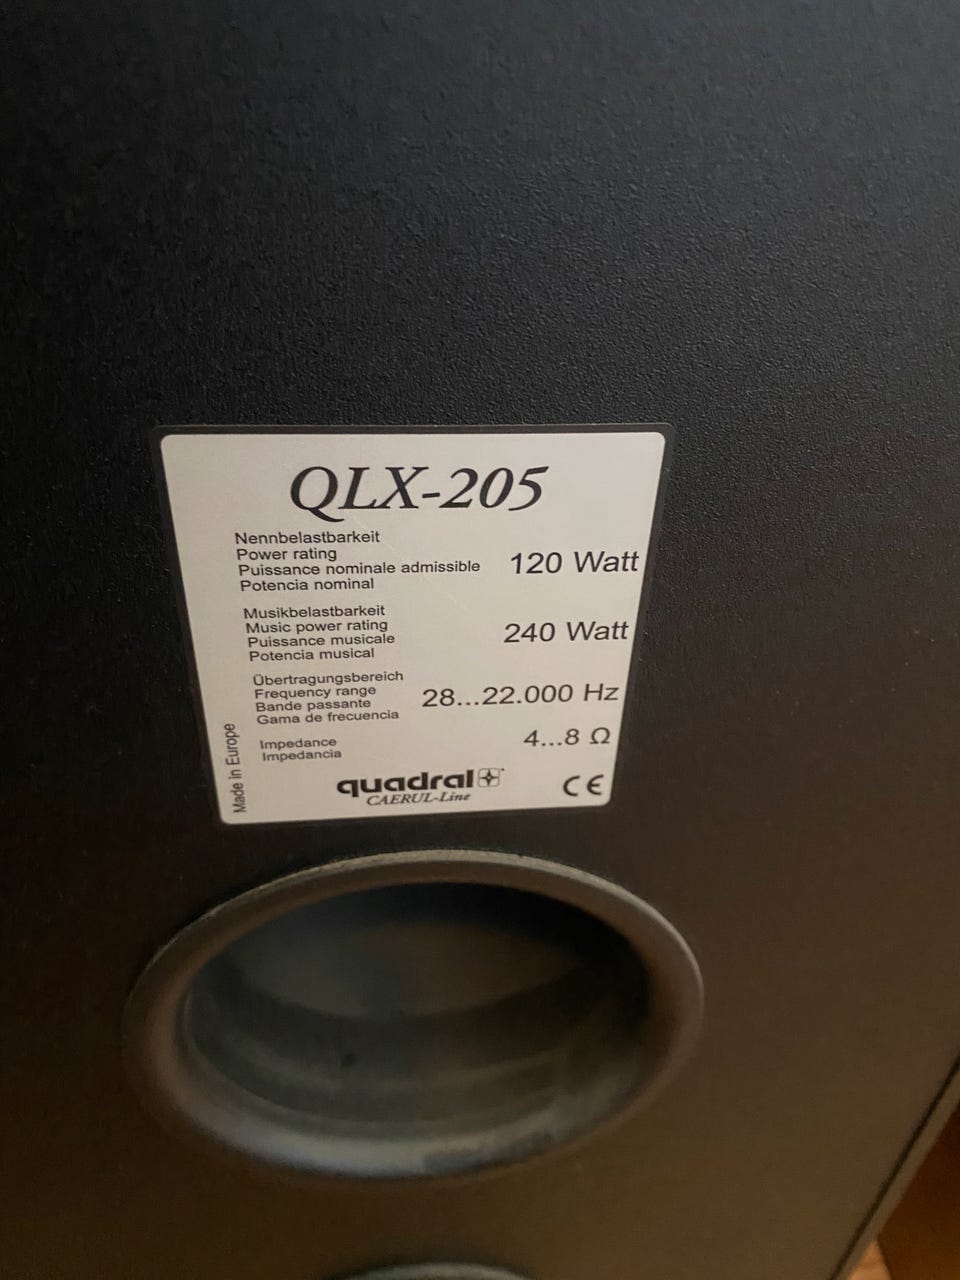 QLX-205
Nennbelastbarkeit
Power rating
Puissance nominale admissible
Potencia nominal
120 Watt
Musikbelastbarkeit
Music power rating
Puissance musicale
Potencia musical
240 Watt
Übertragungsbereich
Frequency range
Bande passante
Gama de frecuencia
28...22.000 Hz
Impedance
Impedancia
4...8 Ω
Made in Europe
quadral
CAERUL-Line
CE